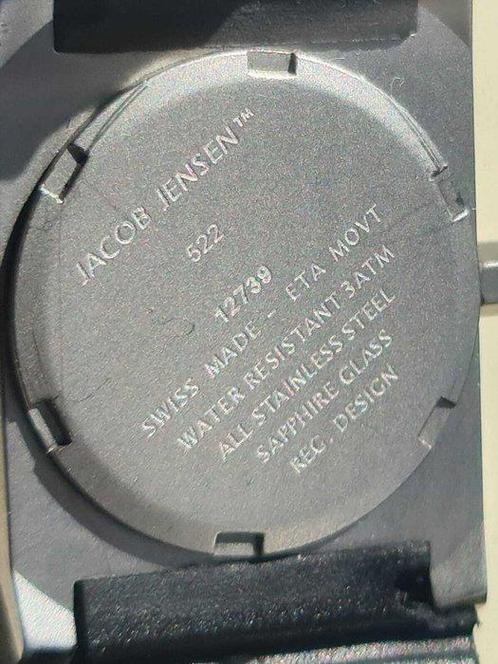 JACOB JENSEN™
522
12739
SWISS MADE - ETA MOVT
WATER RESISTANT 3ATM
ALL STAINLESS STEEL
SAPPHIRE GLASS
REG. DESIGN